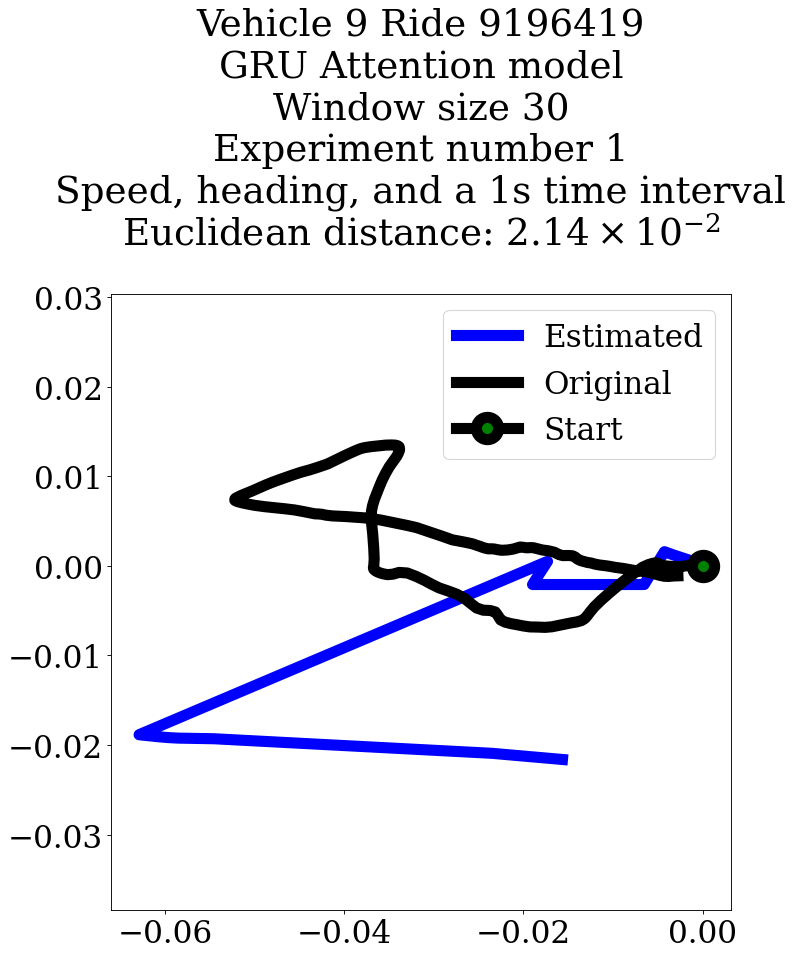 Vehicle 9 Ride 9196419
GRU Attention model
Window size 30
Experiment number 1
Speed, heading, and a 1s time interval
Euclidean distance: 2.14 × 10⁻²
Estimated
Original
Start
0.03
0.02
0.01
0.00
−0.01
−0.02
−0.03
−0.06 −0.04 −0.02 0.00